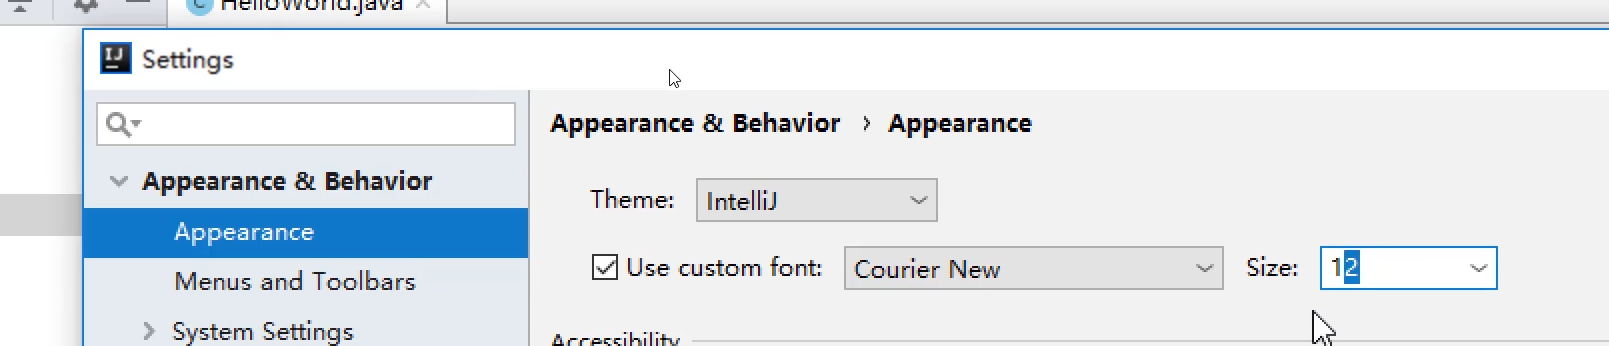 C HelloWorld.java
IJ Settings
Appearance & Behavior › Appearance
Appearance & Behavior
Theme: IntelliJ
Appearance
Use custom font: Courier New Size: 12
Menus and Toolbars
System Settings
Accessibility